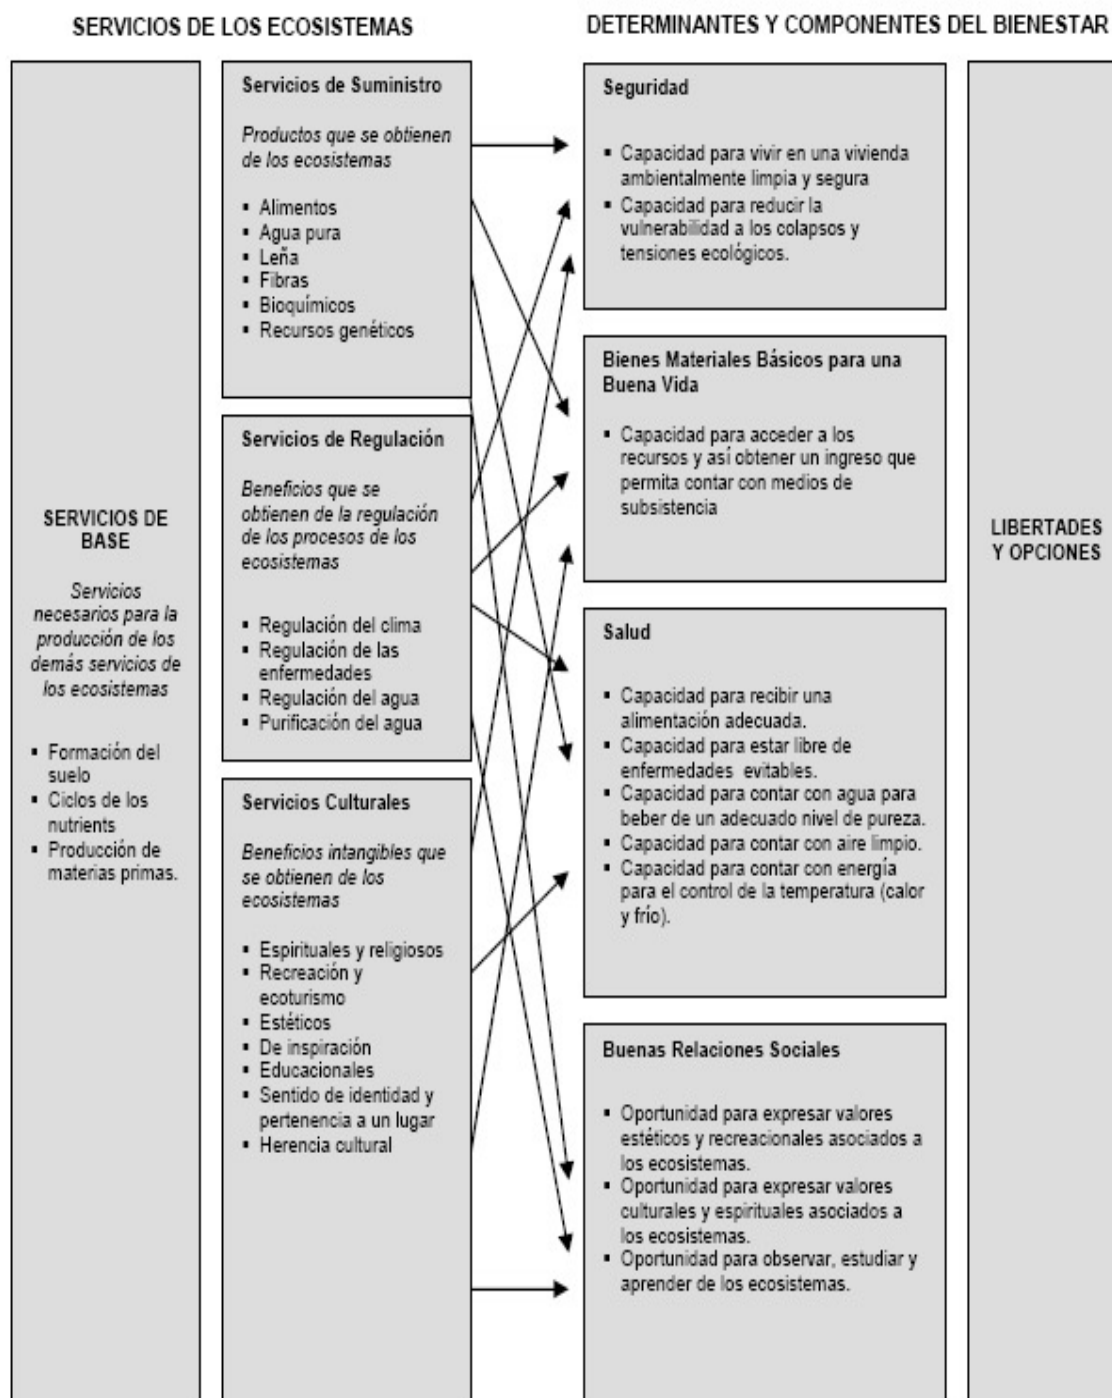 SERVICIOS DE LOS ECOSISTEMAS
DETERMINANTES Y COMPONENTES DEL BIENESTAR
SERVICIOS DE
BASE
Servicios
necesarios para la
producción de los
demás servicios de
los ecosistemas
▪ Formación del
suelo
▪ Ciclos de los
nutrients
▪ Producción de
materias primas.
Servicios de Suministro
Productos que se obtienen
de los ecosistemas
▪ Alimentos
▪ Agua pura
▪ Leña
▪ Fibras
▪ Bioquímicos
▪ Recursos genéticos
Servicios de Regulación
Beneficios que se
obtienen de la regulación
de los procesos de los
ecosistemas
▪ Regulación del clima
▪ Regulación de las
enfermedades
▪ Regulación del agua
▪ Purificación del agua
Servicios Culturales
Beneficios intangibles que
se obtienen de los
ecosistemas
▪ Espirituales y religiosos
▪ Recreación y
ecoturismo
▪ Estéticos
▪ De inspiración
▪ Educacionales
▪ Sentido de identidad y
pertenencia a un lugar
▪ Herencia cultural
Seguridad
▪ Capacidad para vivir en una vivienda
ambientalmente limpia y segura
▪ Capacidad para reducir la
vulnerabilidad a los colapsos y
tensiones ecológicos.
Bienes Materiales Básicos para una
Buena Vida
▪ Capacidad para acceder a los
recursos y así obtener un ingreso que
permita contar con medios de
subsistencia
Salud
▪ Capacidad para recibir una
alimentación adecuada.
▪ Capacidad para estar libre de
enfermedades evitables.
▪ Capacidad para contar con agua para
beber de un adecuado nivel de pureza.
▪ Capacidad para contar con aire limpio.
▪ Capacidad para contar con energía
para el control de la temperatura (calor
y frío).
Buenas Relaciones Sociales
▪ Oportunidad para expresar valores
estéticos y recreacionales asociados a
los ecosistemas.
▪ Oportunidad para expresar valores
culturales y espirituales asociados a
los ecosistemas.
▪ Oportunidad para observar, estudiar y
aprender de los ecosistemas.
LIBERTADES
Y OPCIONES